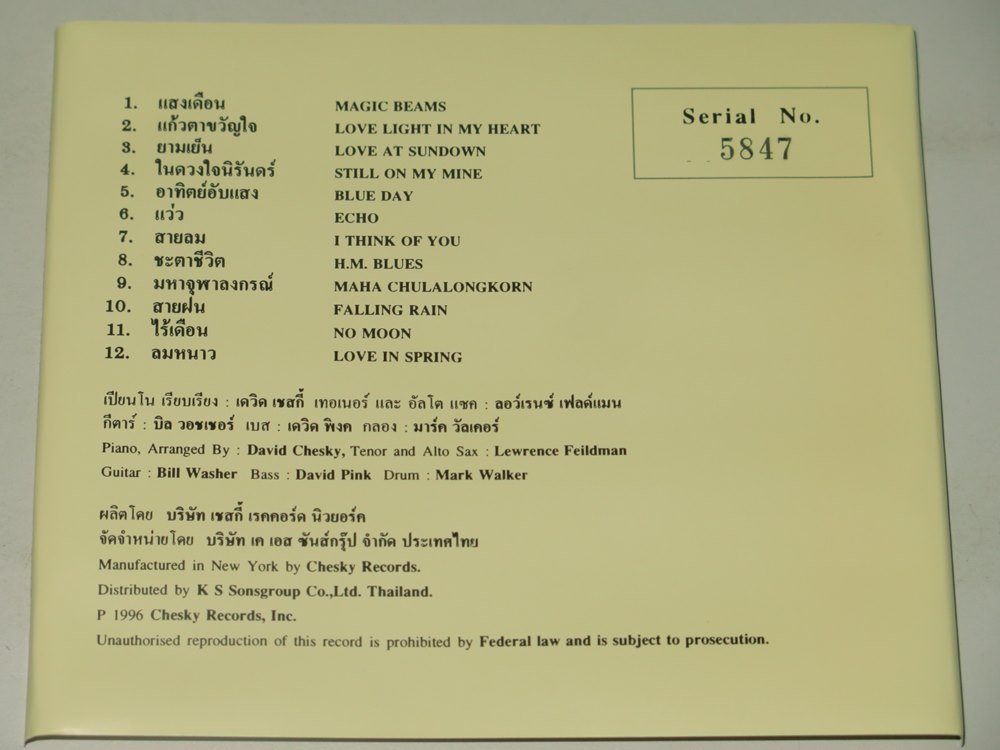 1. แสงเดือน MAGIC BEAMS
2. แก้วตาขวัญใจ LOVE LIGHT IN MY HEART
3. ยามเย็น LOVE AT SUNDOWN
4. ในดวงใจนิรันดร์ STILL ON MY MINE
5. อาทิตย์อับแสง BLUE DAY
6. แว่ว ECHO
7. สายลม I THINK OF YOU
8. ชะตาชีวิต H.M. BLUES
9. มหาจุฬาลงกรณ์ MAHA CHULALONGKORN
10. สายฝน FALLING RAIN
11. ไร้เดือน NO MOON
12. ลมหนาว LOVE IN SPRING
Serial No.
5847
เปียนโน เรียบเรียง : เดวิด เชสกี้ เทอเนอร์ และ อัลโต แซค : ลอว์เรนซ์ เฟลด์แมน
กีตาร์ : บิล วอชเชอร์ เบส : เดวิด พิงค กลอง : มาร์ค วัลเคอร์
Piano, Arranged By : David Chesky, Tenor and Alto Sax : Lewrence Feildman
Guitar : Bill Washer Bass : David Pink Drum : Mark Walker
ผลิตโดย บริษัท เชสกี้ เรคคอร์ด นิวยอร์ค
จัดจำหน่ายโดย บริษัท เค เอส ซันส์กรุ๊ป จำกัด ประเทศไทย
Manufactured in New York by Chesky Records.
Distributed by K S Sonsgroup Co.,Ltd. Thailand.
P 1996 Chesky Records, Inc.
Unauthorised reproduction of this record is prohibited by Federal law and is subject to prosecution.